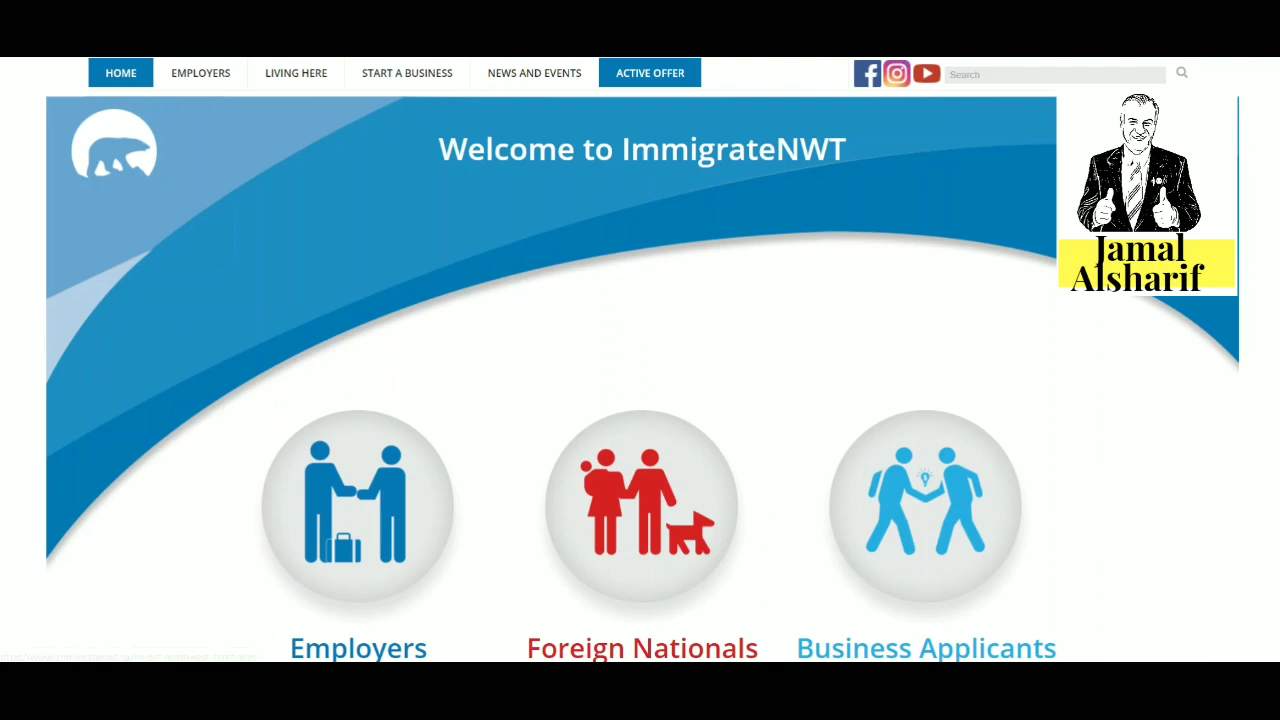 HOME EMPLOYERS LIVING HERE START A BUSINESS NEWS AND EVENTS ACTIVE OFFER Search
Welcome to ImmigrateNWT
Jamal
Alsharif
Employers Foreign Nationals Business Applicants